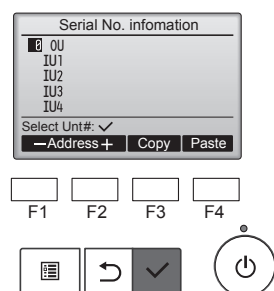 Serial No. infomation
0 OU
IU1
IU2
IU3
IU4
Select Unt#: ✓
−Address+ Copy Paste
F1 F2 F3 F4